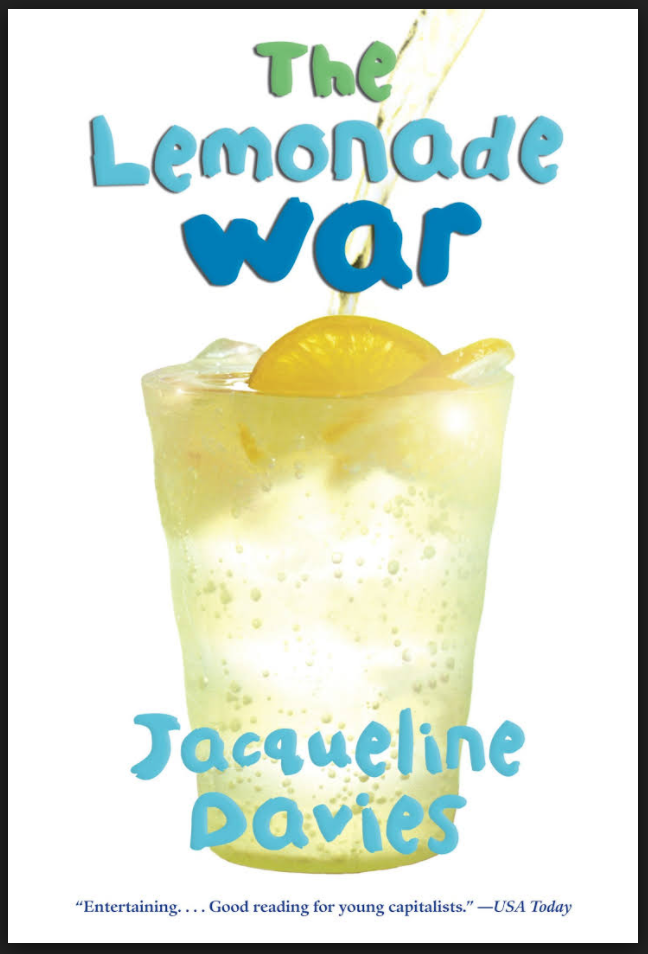 The
Lemonade
war
Jacqueline
Davies
“Entertaining. . . . Good reading for young capitalists.” —USA Today